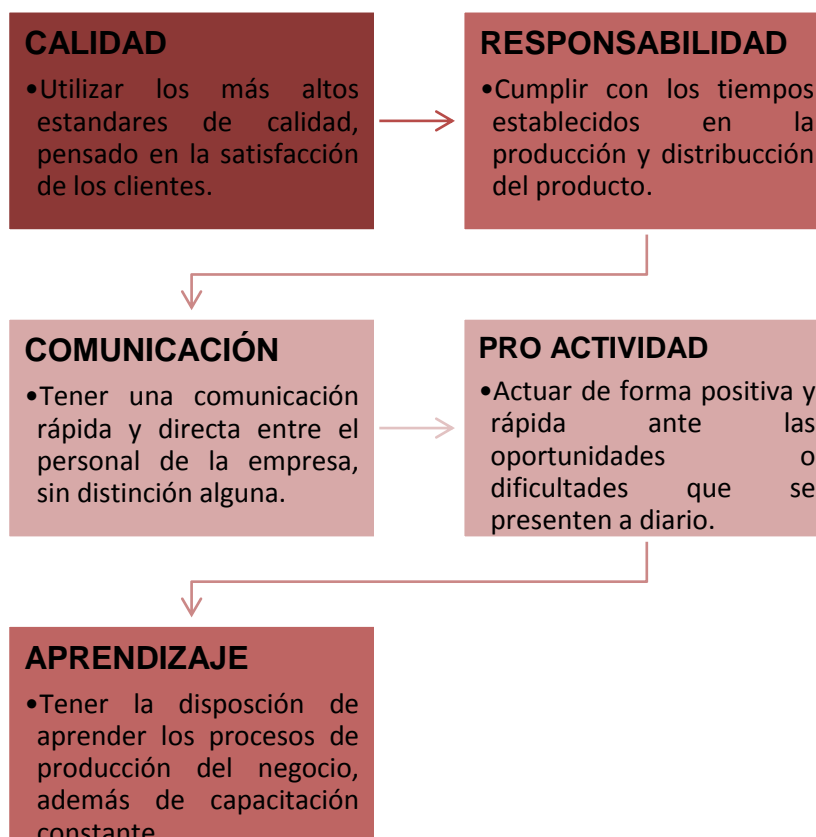 CALIDAD
•Utilizar los más altos
estandares de calidad,
pensado en la satisfacción
de los clientes.
RESPONSABILIDAD
•Cumplir con los tiempos
establecidos en la
producción y distribucción
del producto.
COMUNICACIÓN
•Tener una comunicación
rápida y directa entre el
personal de la empresa,
sin distinción alguna.
PRO ACTIVIDAD
•Actuar de forma positiva y
rápida ante las
oportunidades o
dificultades que se
presenten a diario.
APRENDIZAJE
•Tener la disposción de
aprender los procesos de
producción del negocio,
además de capacitación
constante